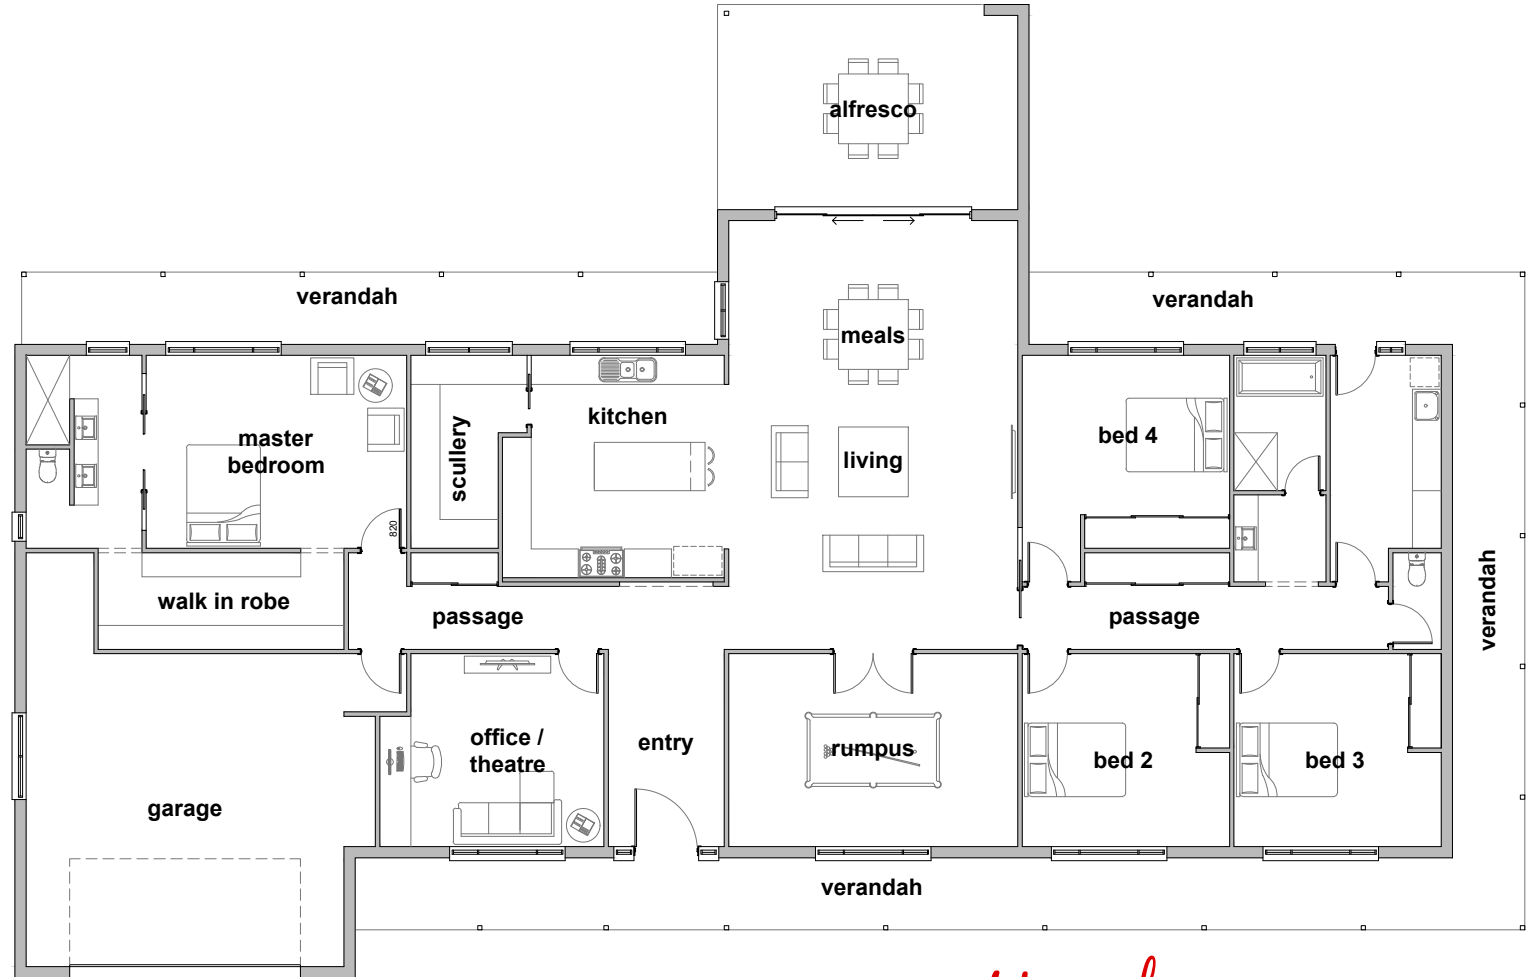 alfresco
verandah
verandah
meals
kitchen
master
bedroom
scullery
living
bed 4
820
walk in robe
passage
passage
verandah
office /
theatre
entry
rumpus
bed 2
bed 3
garage
verandah